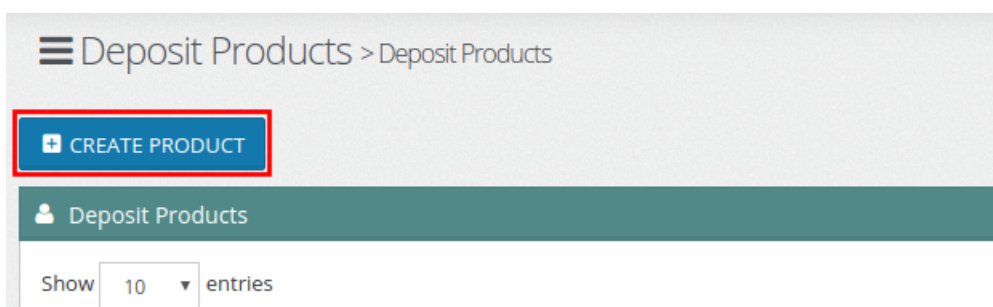 Deposit Products > Deposit Products
CREATE PRODUCT
Deposit Products
Show 10 entries